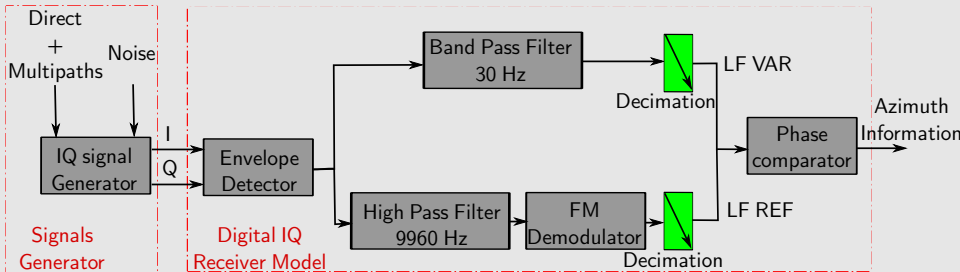 Direct
+
Multipaths
Noise
IQ signal
Generator
I
Q
Signals
Generator
Envelope
Detector
Digital IQ
Receiver Model
Band Pass Filter
30 Hz
Decimation
LF VAR
High Pass Filter
9960 Hz
FM
Demodulator
Decimation
LF REF
Phase
comparator
Azimuth
Information